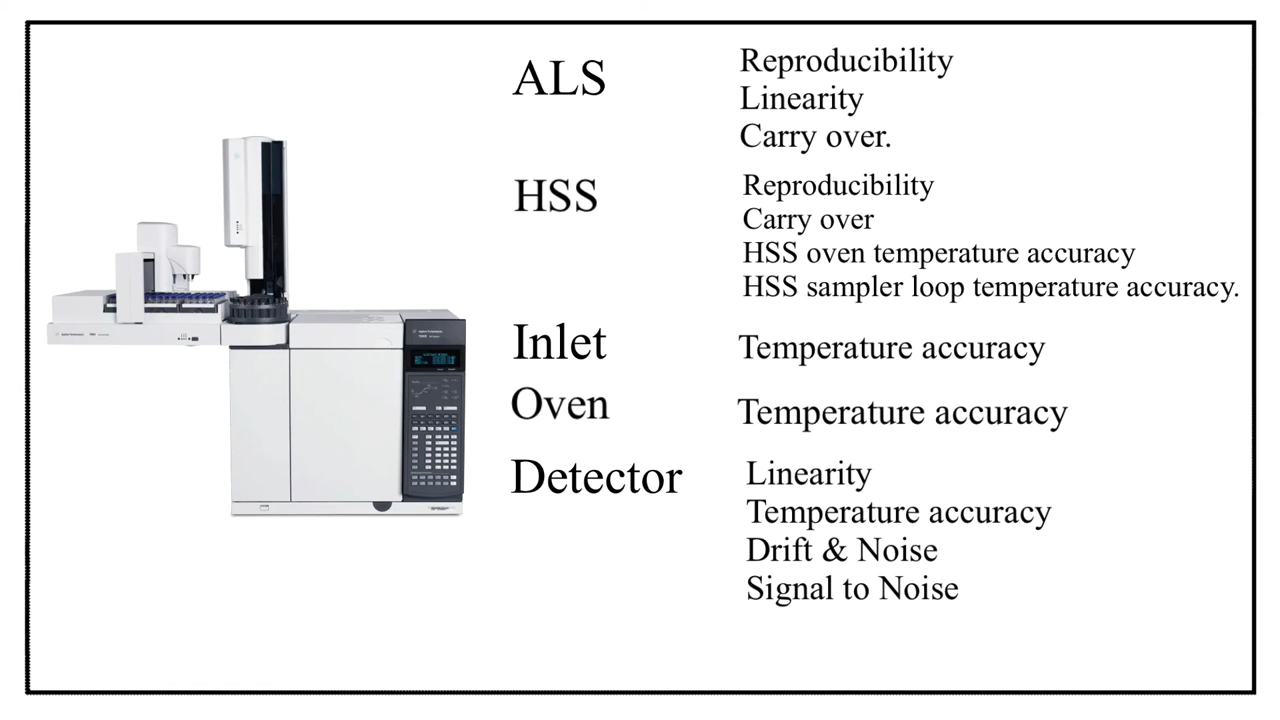 ALS
Reproducibility
Linearity
Carry over.
HSS
Reproducibility
Carry over
HSS oven temperature accuracy
HSS sampler loop temperature accuracy.
Inlet
Temperature accuracy
Oven
Temperature accuracy
Detector
Linearity
Temperature accuracy
Drift & Noise
Signal to Noise